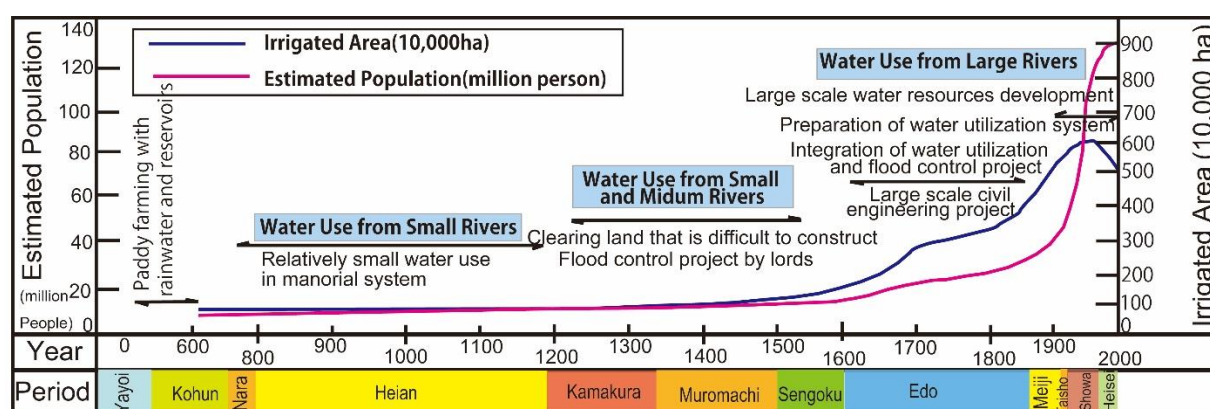 Estimated Population
(million People)
140
120
100
80
60
40
20
0
Irrigated Area(10,000ha)
Estimated Population(million person)
Paddy farming with
rainwater and reservoirs
Water Use from Small Rivers
Relatively small water use
in manorial system
Water Use from Small
and Midum Rivers
Clearing land that is difficult to construct
Flood control project by lords
Water Use from Large Rivers
Large scale water resources development
Preparation of water utilization system
Integration of water utilization
and flood control project
Large scale civil
engineering project
900
800
700
600
500
400
300
200
100
0
Irrigated Area (10,000 ha)
Year 0 600 800 900 1000 1100 1200 1300 1400 1500 1600 1700 1800 1900 2000
Period Yayoi Kohun Nara Heian Kamakura Muromachi Sengoku Edo Meiji Taisho Showa Heisei